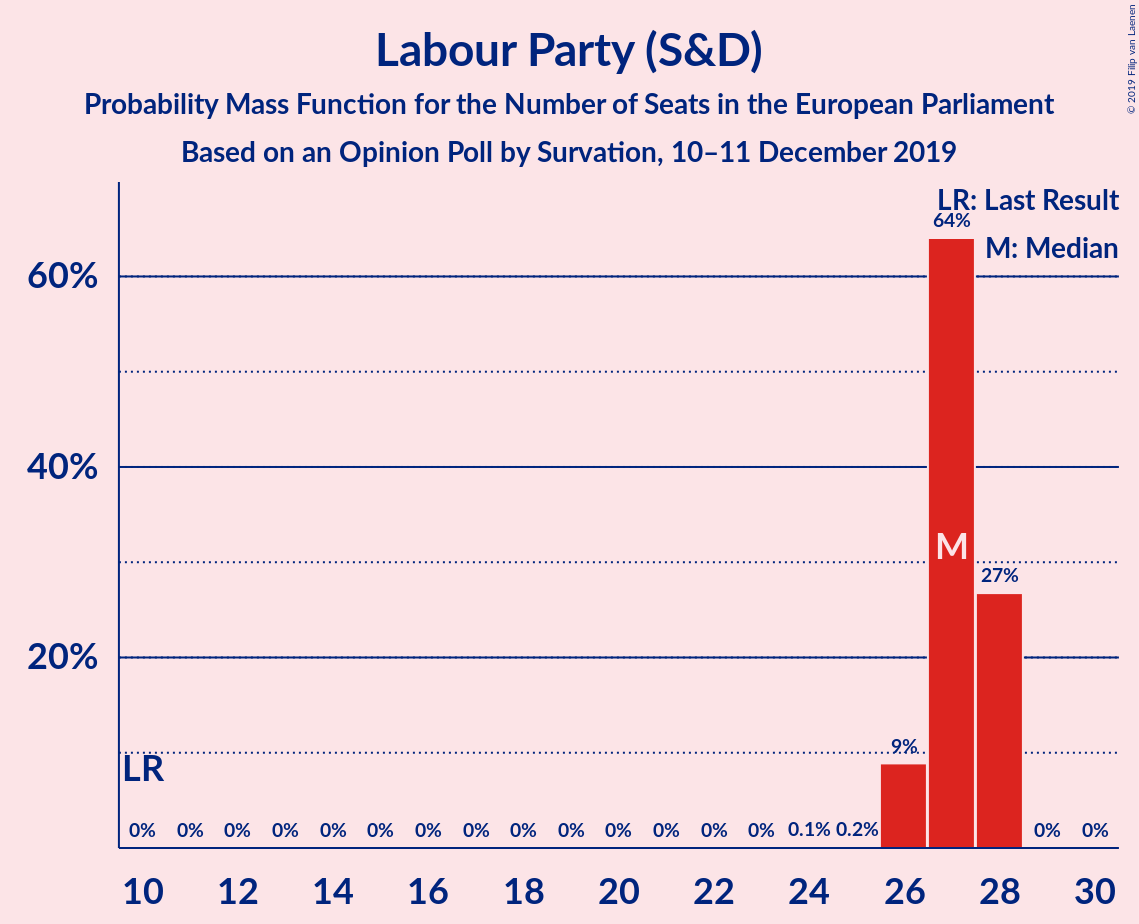 Labour Party (S&D)
Probability Mass Function for the Number of Seats in the European Parliament
Based on an Opinion Poll by Survation, 10–11 December 2019
© 2019 Filip van Laenen
LR: Last Result
M: Median
60%
40%
20%
64%
M
27%
9%
LR
0% 0% 0% 0% 0% 0% 0% 0% 0% 0% 0% 0% 0% 0% 0.1% 0.2% 0% 0%
10 12 14 16 18 20 22 24 26 28 30